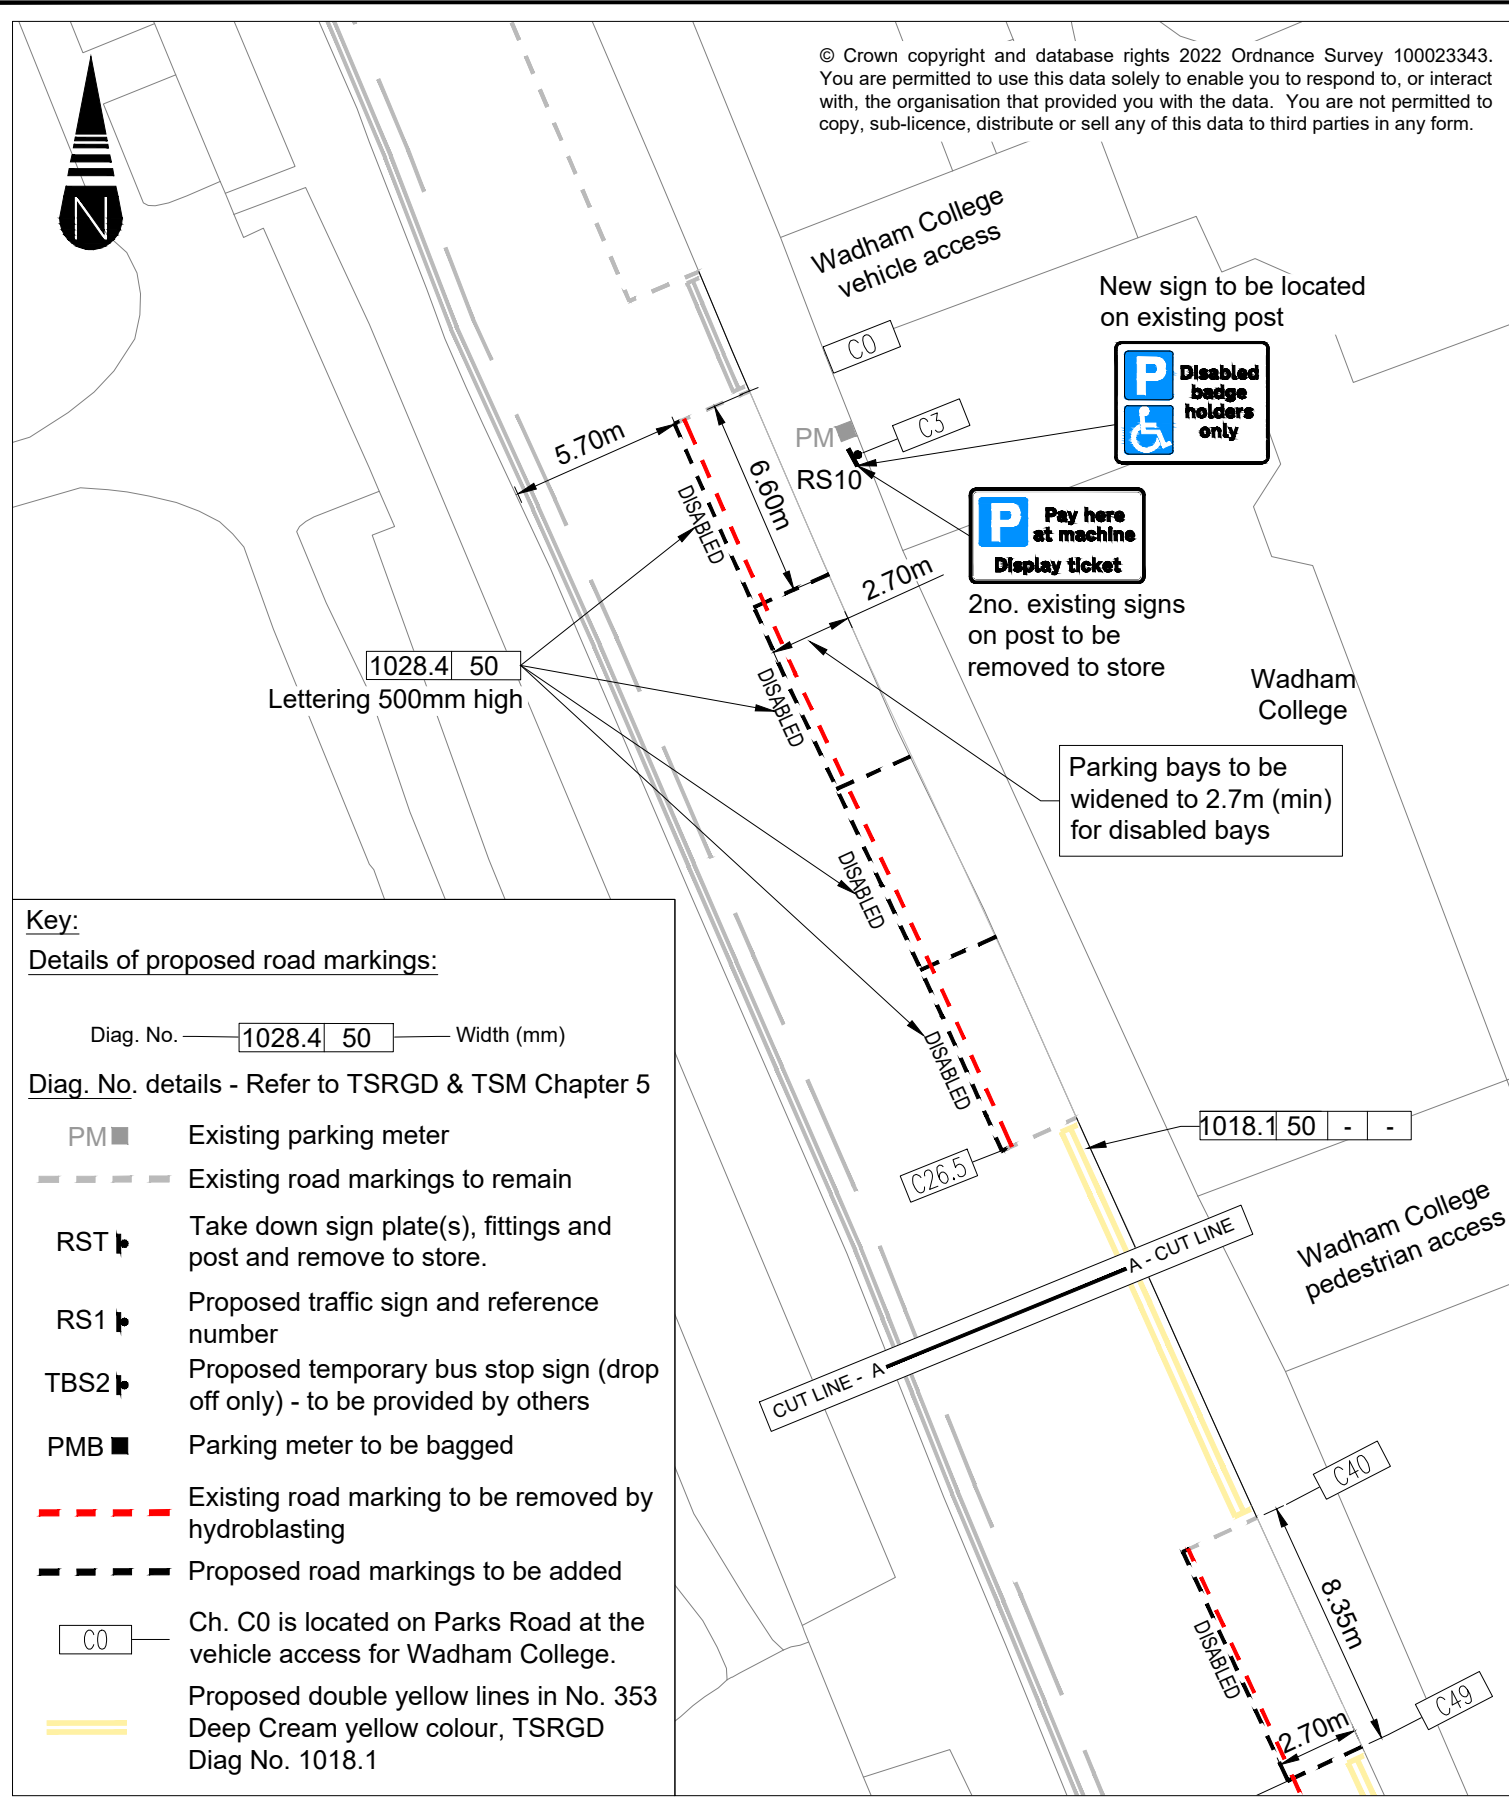 © Crown copyright and database rights 2022 Ordnance Survey 100023343.
You are permitted to use this data solely to enable you to respond to, or interact
with, the organisation that provided you with the data. You are not permitted to
copy, sub-licence, distribute or sell any of this data to third parties in any form.
N
Wadham College
vehicle access
C0
New sign to be located
on existing post
P Disabled
badge
holders
only
C3
PM
RS10
5.70m
6.60m
P Pay here
at machine
Display ticket
2no. existing signs
on post to be
removed to store
2.70m
DISABLED
1028.4 50
Lettering 500mm high
DISABLED
Wadham
College
Parking bays to be
widened to 2.7m (min)
for disabled bays
DISABLED
DISABLED
1018.1 50 - -
C26.5
Wadham College
pedestrian access
CUT LINE - A
A - CUT LINE
C40
8.35m
DISABLED
C49
2.70m
Key:
Details of proposed road markings:
Diag. No. 1028.4 50 Width (mm)
Diag. No. details - Refer to TSRGD & TSM Chapter 5
PM Existing parking meter
Existing road markings to remain
RST Take down sign plate(s), fittings and
post and remove to store.
RS1 Proposed traffic sign and reference
number
TBS2 Proposed temporary bus stop sign (drop
off only) - to be provided by others
PMB Parking meter to be bagged
Existing road marking to be removed by
hydroblasting
Proposed road markings to be added
C0 Ch. C0 is located on Parks Road at the
vehicle access for Wadham College.
Proposed double yellow lines in No. 353
Deep Cream yellow colour, TSRGD
Diag No. 1018.1